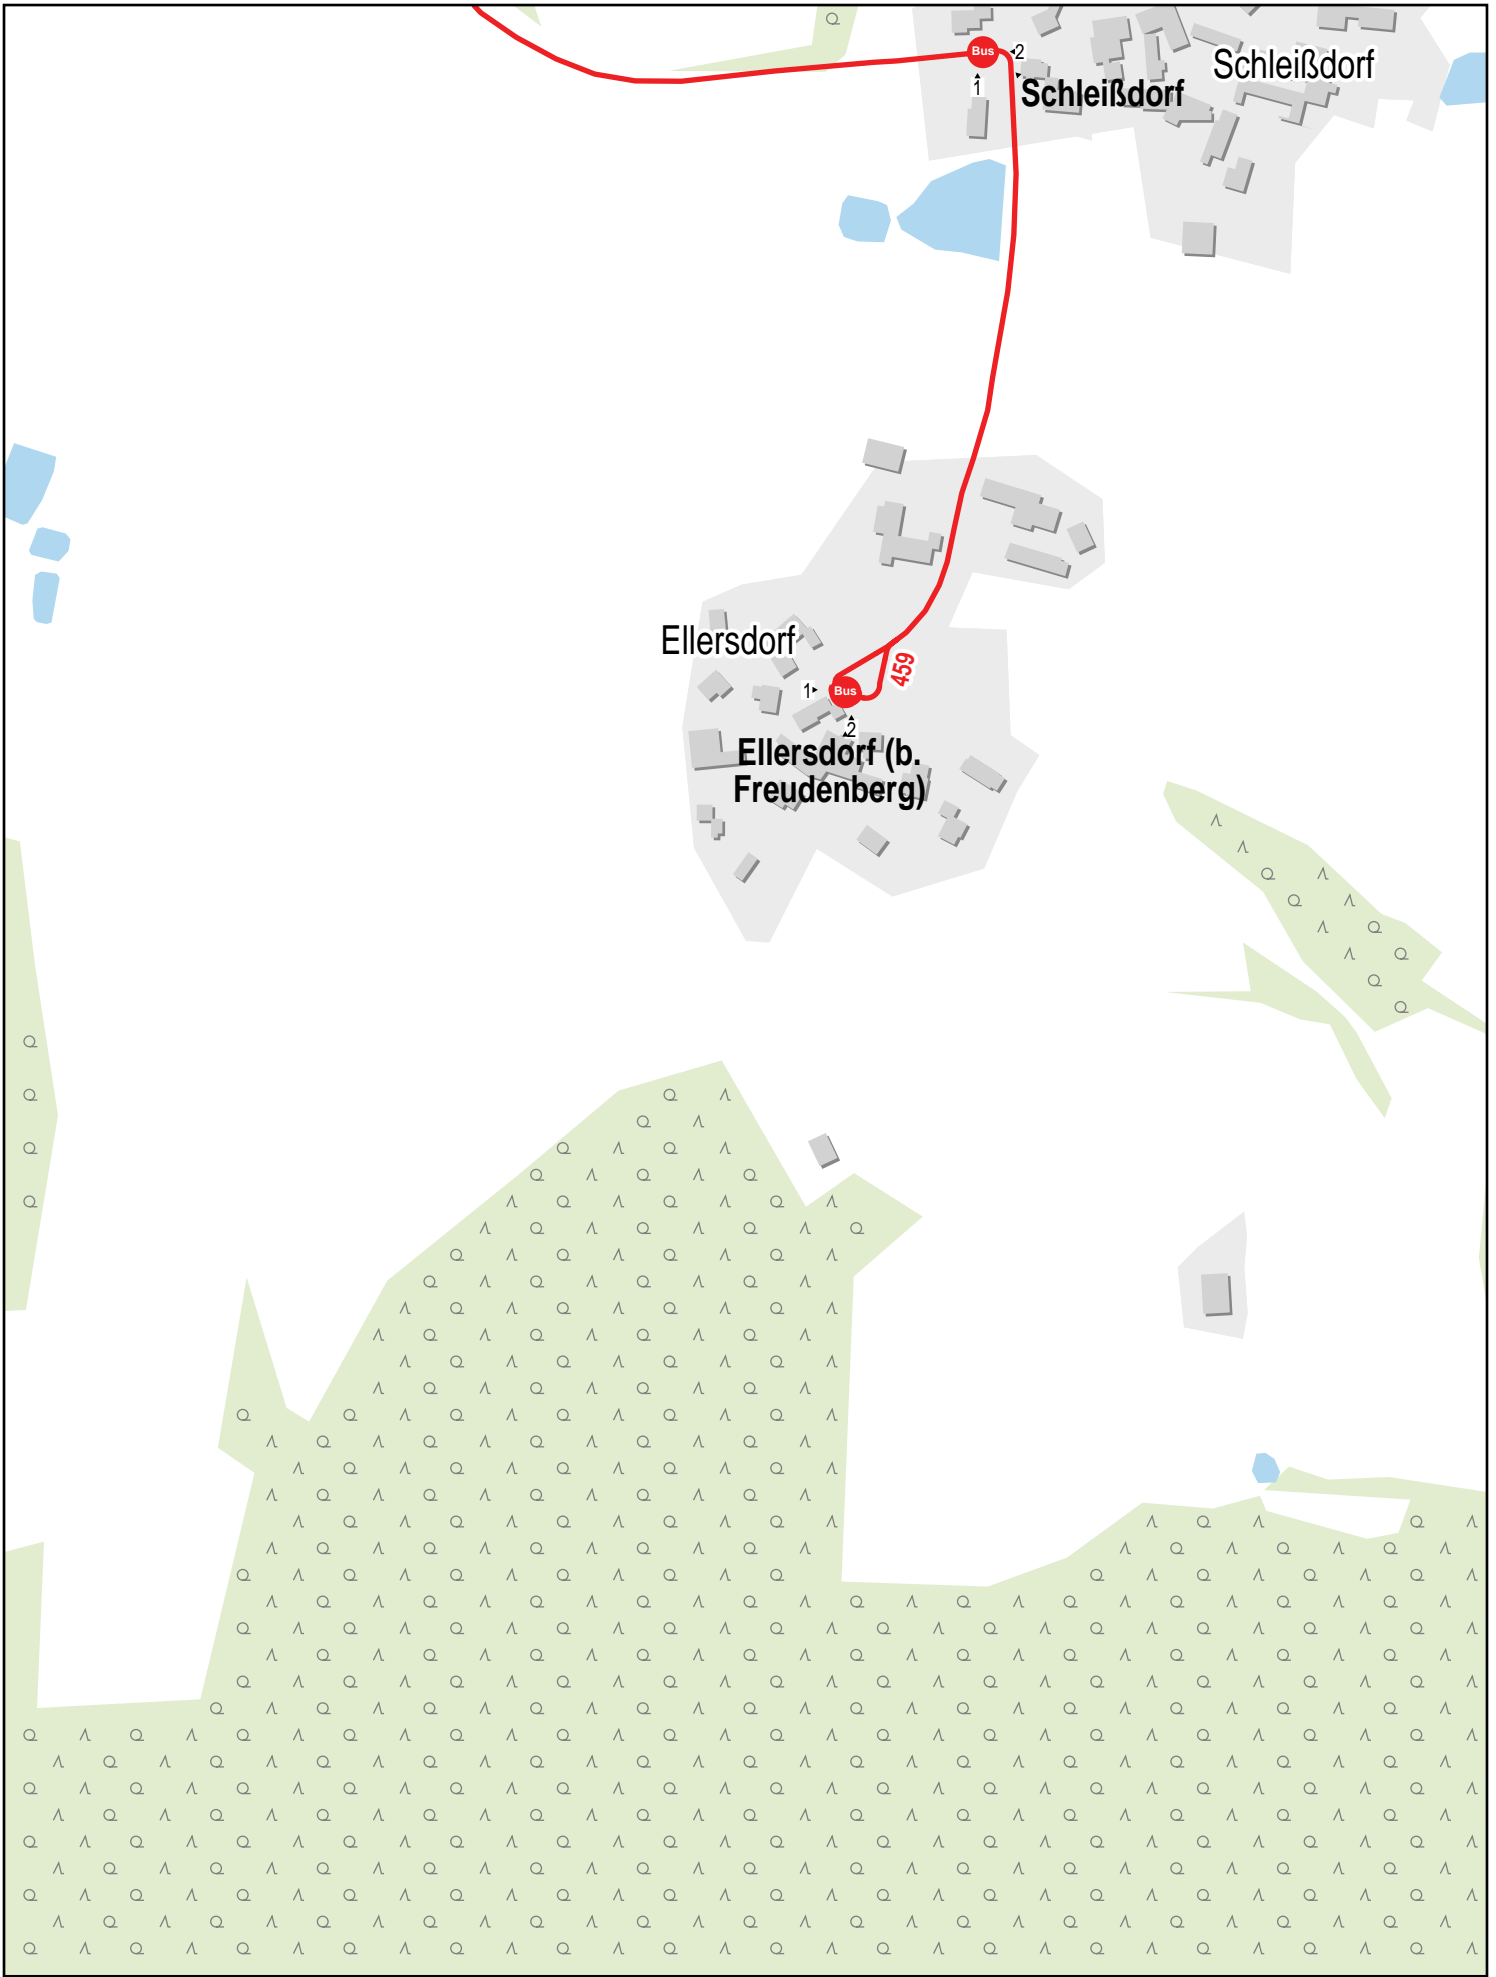 Bus
2
1
Schleißdorf
Schleißdorf
Ellersdorf
459
1
Bus
2
Ellersdorf (b.
Freudenberg)